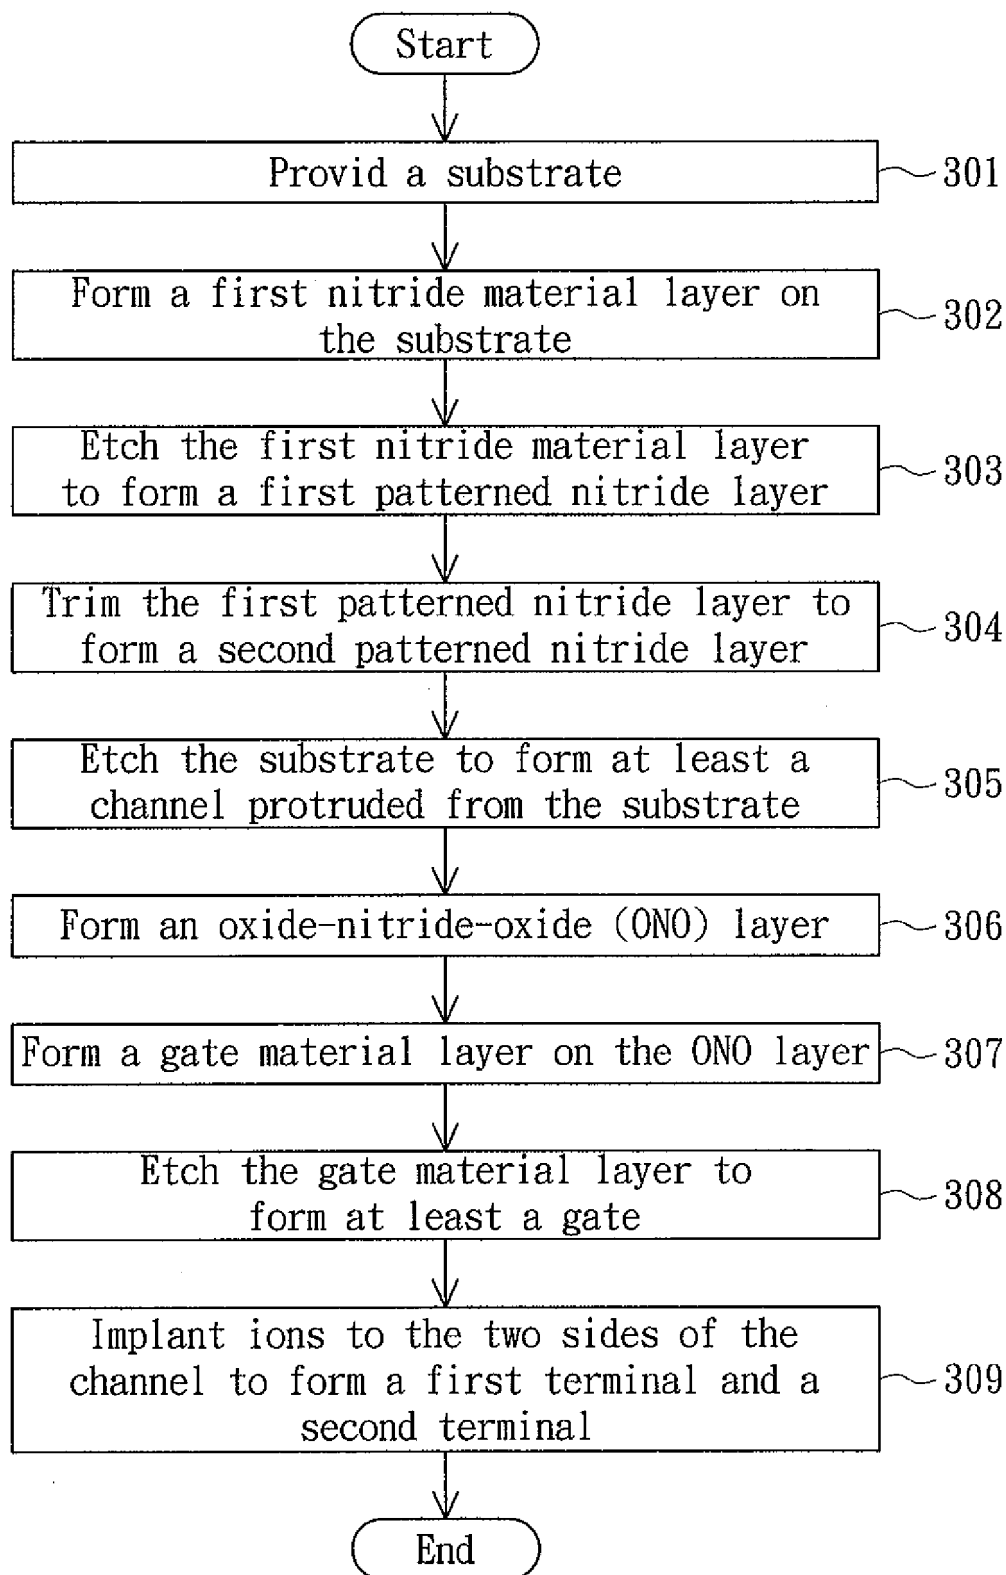 Start
Provid a substrate
301
Form a first nitride material layer on
the substrate
302
Etch the first nitride material layer
to form a first patterned nitride layer
303
Trim the first patterned nitride layer to
form a second patterned nitride layer
304
Etch the substrate to form at least a
channel protruded from the substrate
305
Form an oxide-nitride-oxide (ONO) layer
306
Form a gate material layer on the ONO layer
307
Etch the gate material layer to
form at least a gate
308
Implant ions to the two sides of the
channel to form a first terminal and a
second terminal
309
End